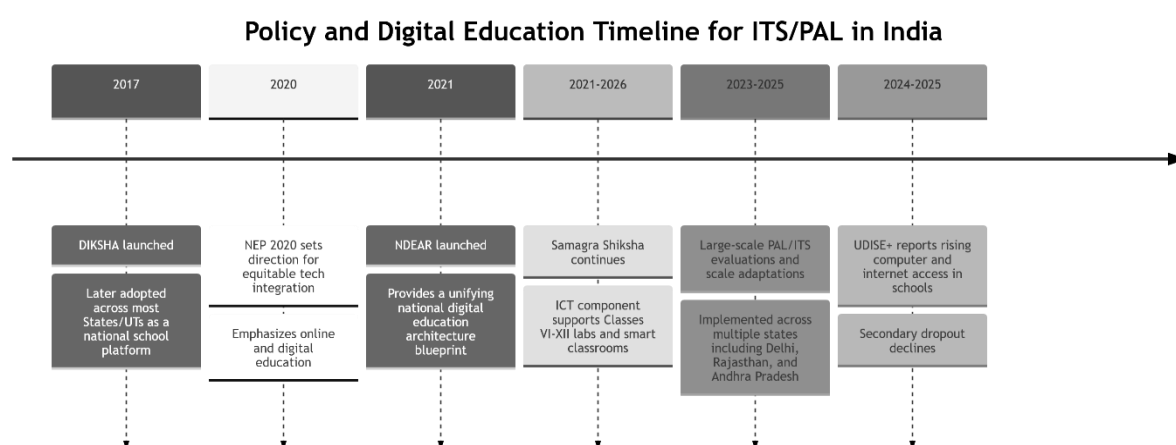 Policy and Digital Education Timeline for ITS/PAL in India
2017
2020
2021
2021-2026
2023-2025
2024-2025
DIKSHA launched
Later adopted
across most
States/UTs as a
national school
platform
NEP 2020 sets
direction for
equitable tech
integration
Emphasizes online
and digital
education
NDEAR launched
Provides a unifying
national digital
education
architecture
blueprint
Samagra Shiksha
continues
ICT component
supports Classes
VI-XII labs and smart
classrooms
Large-scale PAL/ITS
evaluations and
scale adaptations
Implemented across
multiple states
including Delhi,
Rajasthan, and
Andhra Pradesh
UDISE+ reports rising
computer and
internet access in
schools
Secondary dropout
declines